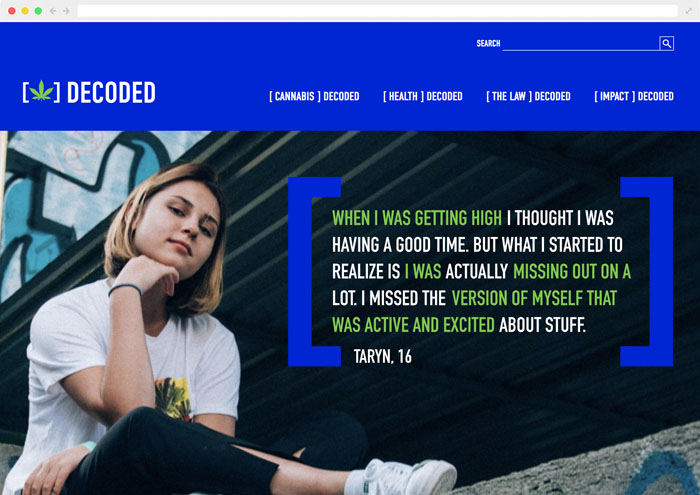 SEARCH
[ ] DECODED
[ CANNABIS ] DECODED [ HEALTH ] DECODED [ THE LAW ] DECODED [ IMPACT ] DECODED
WHEN I WAS GETTING HIGH I THOUGHT I WAS
HAVING A GOOD TIME. BUT WHAT I STARTED TO
REALIZE IS I WAS ACTUALLY MISSING OUT ON A
LOT. I MISSED THE VERSION OF MYSELF THAT
WAS ACTIVE AND EXCITED ABOUT STUFF.
TARYN, 16